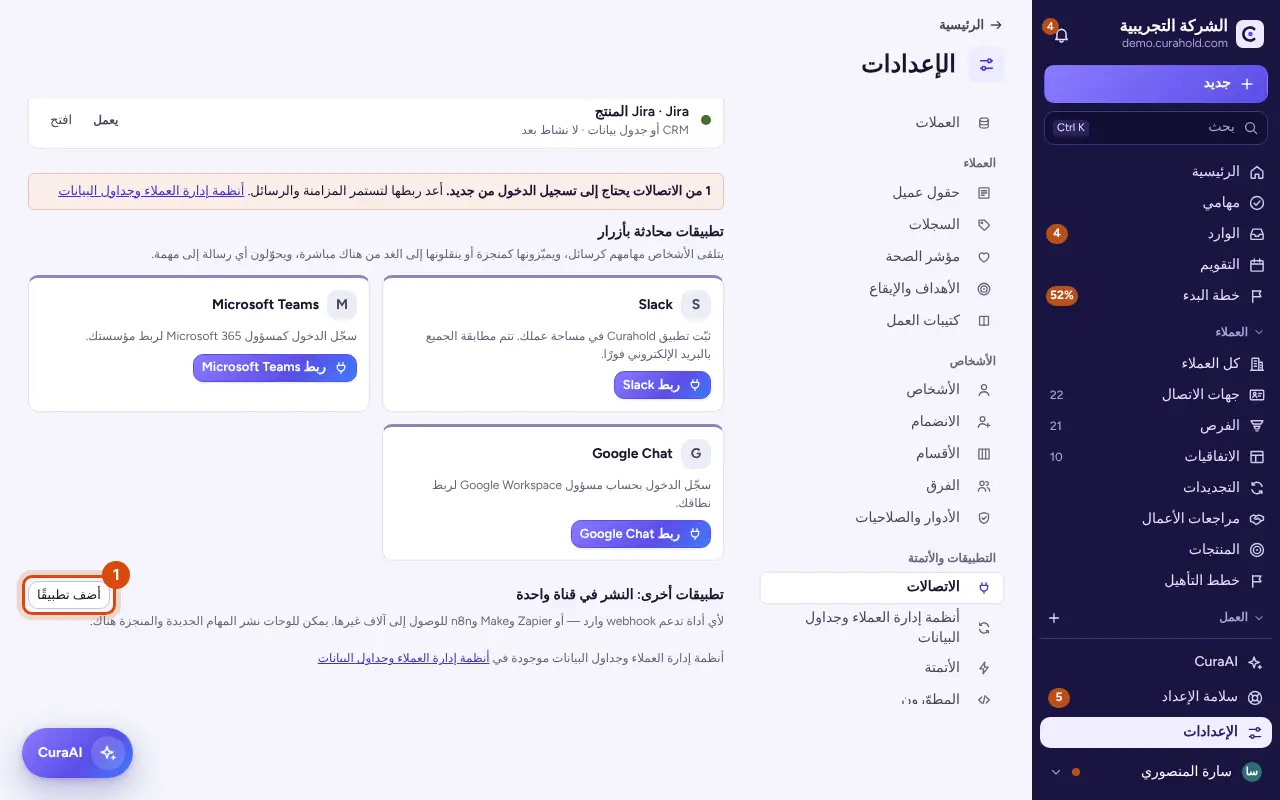 الشركة التجريبية
demo.curahold.com
4
جديد
بحث
Ctrl K
الرئيسية
مهامي
الوارد
4
التقويم
خطة البدء
52%
العملاء
كل العملاء
جهات الاتصال
22
الفرص
21
الاتفاقيات
10
التجديدات
مراجعات الأعمال
المنتجات
خطط التأهيل
العمل
CuraAI
سلامة الإعداد
5
الإعدادات
سارة المنصوري
سا
الرئيسية
الإعدادات
العملات
العملاء
حقول عميل
السجلات
مؤشر الصحة
الأهداف والإيقاع
كتيبات العمل
الأشخاص
الأشخاص
الانضمام
الأقسام
الفرق
الأدوار والصلاحيات
التطبيقات والأتمتة
الاتصالات
أنظمة إدارة العملاء وجداول
البيانات
الأتمتة
المطوّرون
Jira · Jira المنتج
CRM أو جدول بيانات · لا نشاط بعد
يعمل
افتح
1 من الاتصالات يحتاج إلى تسجيل الدخول من جديد. أعد ربطها لتستمر المزامنة والرسائل. أنظمة إدارة العملاء وجداول البيانات
تطبيقات محادثة بأزرار
يتلقى الأشخاص مهامهم كرسائل، ويميّزونها كمنجزة أو ينقلونها إلى الغد من هناك مباشرة، ويحوّلون أي رسالة إلى مهمة.
S
Slack
ثبّت تطبيق Curahold في مساحة عملك. تتم مطابقة الجميع
بالبريد الإلكتروني فورًا.
ربط Slack
M
Microsoft Teams
سجّل الدخول كمسؤول Microsoft 365 لربط مؤسستك.
ربط Microsoft Teams
G
Google Chat
سجّل الدخول بحساب مسؤول Google Workspace لربط
نطاقك.
ربط Google Chat
تطبيقات أخرى: النشر في قناة واحدة
أضف تطبيقًا
1
لأي أداة تدعم webhook وارد — أو Zapier وMake وn8n للوصول إلى آلاف غيرها. يمكن للوحات نشر المهام الجديدة والمنجزة هناك.
أنظمة إدارة العملاء وجداول البيانات موجودة في أنظمة إدارة العملاء وجداول البيانات
CuraAI